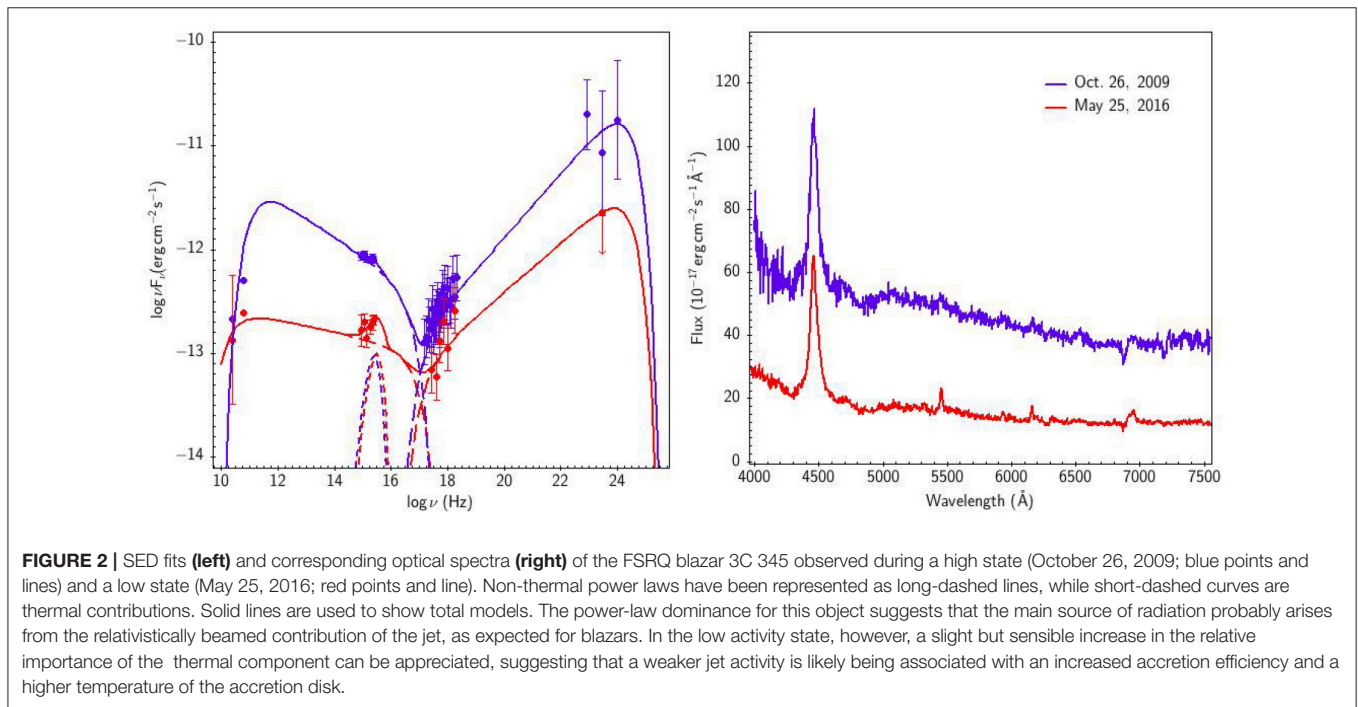 −10
−11
−12
−13
−14
log νFν(erg cm−2 s−1)
10 12 14 16 18 20 22 24
log ν (Hz)
120
100
80
60
40
20
0
Flux (10−17 erg cm−2 s−1 Å−1)
Oct. 26, 2009
May 25, 2016
4000 4500 5000 5500 6000 6500 7000 7500
Wavelength (Å)
FIGURE 2 | SED fits (left) and corresponding optical spectra (right) of the FSRQ blazar 3C 345 observed during a high state (October 26, 2009; blue points and
lines) and a low state (May 25, 2016; red points and line). Non-thermal power laws have been represented as long-dashed lines, while short-dashed curves are
thermal contributions. Solid lines are used to show total models. The power-law dominance for this object suggests that the main source of radiation probably arises
from the relativistically beamed contribution of the jet, as expected for blazars. In the low activity state, however, a slight but sensible increase in the relative
importance of the thermal component can be appreciated, suggesting that a weaker jet activity is likely being associated with an increased accretion efficiency and a
higher temperature of the accretion disk.